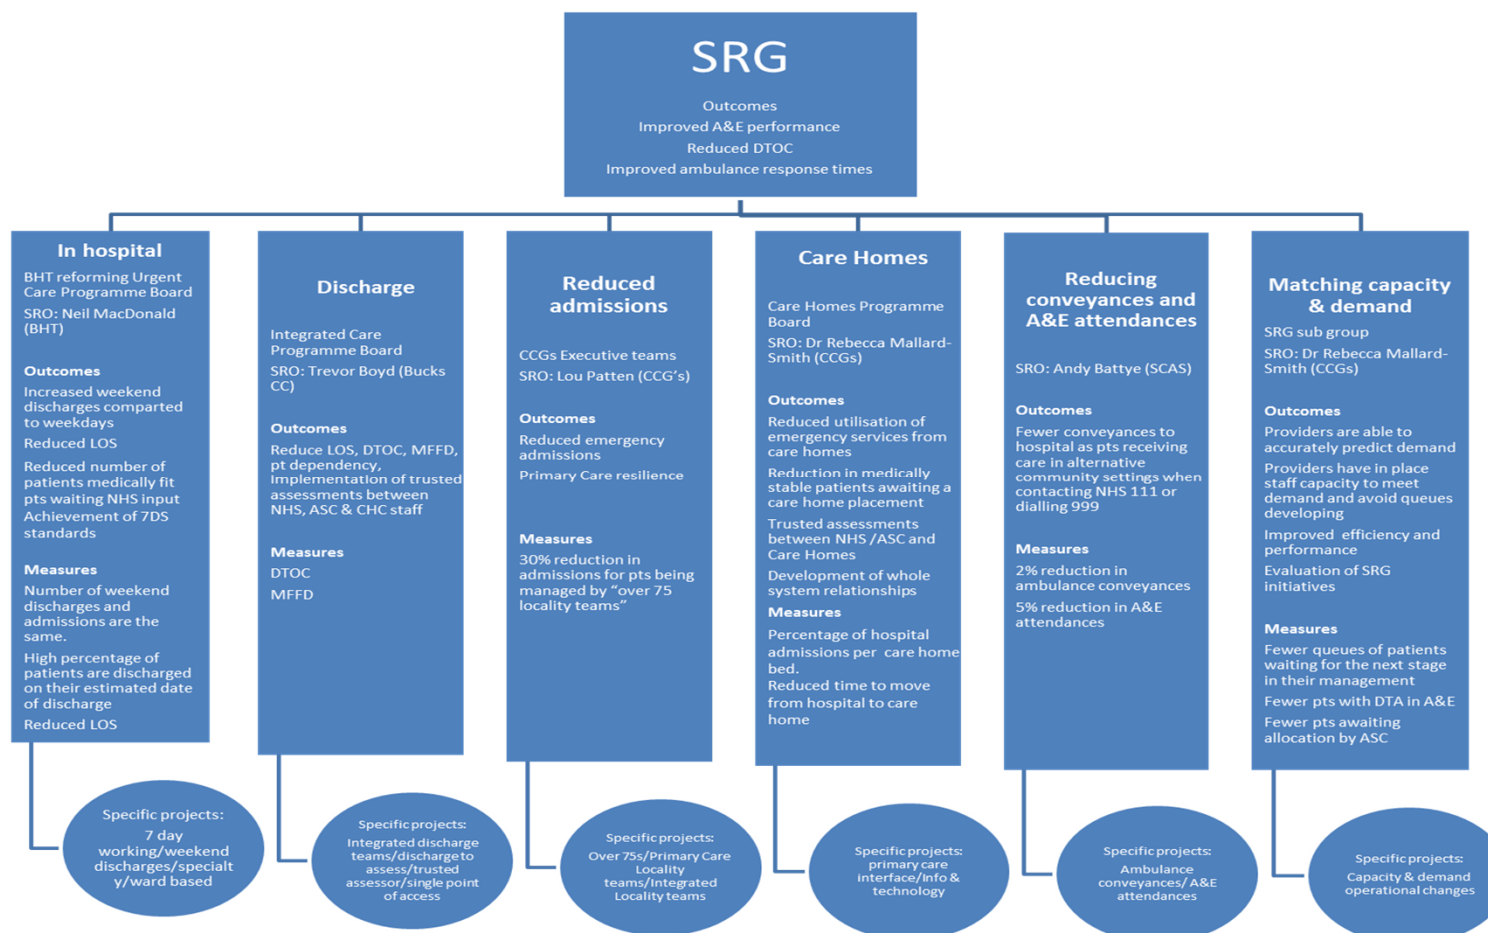 SRG
Outcomes
Improved A&E performance
Reduced DTOC
Improved ambulance response times
In hospital
BHT reforming Urgent
Care Programme Board
SRO: Neil MacDonald
(BHT)
Outcomes
Increased weekend
discharges comparted
to weekdays
Reduced LOS
Reduced number of
patients medically fit
pts waiting NHS input
Achievement of 7DS
standards
Measures
Number of weekend
discharges and
admissions are the
same.
High percentage of
patients are discharged
on their estimated date
of discharge
Reduced LOS
Specific projects:
7 day
working/weekend
discharges/specialt
y/ward based
Discharge
Integrated Care
Programme Board
SRO: Trevor Boyd (Bucks
CC)
Outcomes
Reduce LOS, DTOC, MFFD,
pt dependency,
Implementation of trusted
assessments between
NHS, ASC & CHC staff
Measures
DTOC
MFFD
Specific projects:
Integrated discharge
teams/discharge to
assess/trusted
assessor/single point
of access
Reduced
admissions
CCGs Executive teams
SRO: Lou Patten (CCG's)
Outcomes
Reduced emergency
admissions
Primary Care resilience
Measures
30% reduction in
admissions for pts being
managed by "over 75
locality teams"
Specific projects:
Over 75s/Primary Care
Locality
teams/Integrated
Locality teams
Care Homes
Care Homes Programme
Board
SRO: Dr Rebecca Mallard-
Smith (CCGs)
Outcomes
Reduced utilisation of
emergency services from
care homes
Reduction in medically
stable patients awaiting a
care home placement
Trusted assessments
between NHS /ASC and
Care Homes
Development of whole
system relationships
Measures
Percentage of hospital
admissions per care home
bed.
Reduced time to move
from hospital to care
home
Specific projects:
primary care
interface/Info &
technology
Reducing
conveyances and
A&E attendances
SRO: Andy Battye (SCAS)
Outcomes
Fewer conveyances to
hospital as pts receiving
care in alternative
community settings when
contacting NHS 111 or
dialling 999
Measures
2% reduction in
ambulance conveyances
5% reduction in A&E
attendances
Specific projects:
Ambulance
conveyances/ A&E
attendances
Matching capacity
& demand
SRG sub group
SRO: Dr Rebecca Mallard-
Smith (CCGs)
Outcomes
Providers are able to
accurately predict demand
Providers have in place
staff capacity to meet
demand and avoid queues
developing
Improved efficiency and
performance
Evaluation of SRG
initiatives
Measures
Fewer queues of patients
waiting for the next stage
in their management
Fewer pts with DTA in A&E
Fewer pts awaiting
allocation by ASC
Specific projects:
Capacity & demand
operational changes